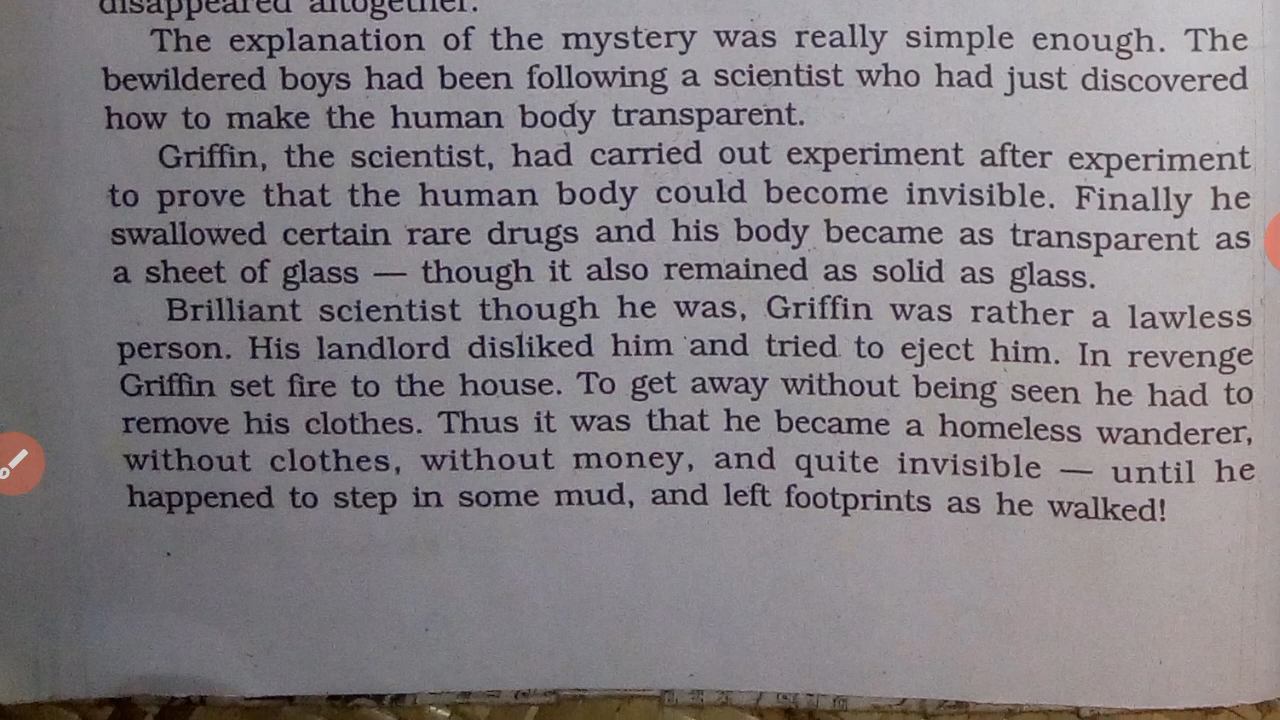 disappeared altogether.
The explanation of the mystery was really simple enough. The
bewildered boys had been following a scientist who had just discovered
how to make the human body transparent.
Griffin, the scientist, had carried out experiment after experiment
to prove that the human body could become invisible. Finally he
swallowed certain rare drugs and his body became as transparent as
a sheet of glass — though it also remained as solid as glass.
Brilliant scientist though he was, Griffin was rather a lawless
person. His landlord disliked him and tried to eject him. In revenge
Griffin set fire to the house. To get away without being seen he had to
remove his clothes. Thus it was that he became a homeless wanderer,
without clothes, without money, and quite invisible — until he
happened to step in some mud, and left footprints as he walked!